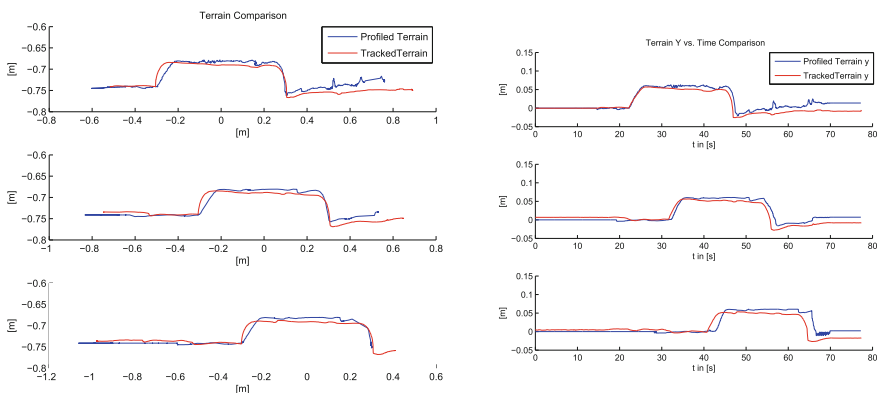 Terrain Comparison
−0.6
−0.65
−0.7
−0.75
−0.8
[m]
Profiled Terrain
TrackedTerrain
−0.8 −0.6 −0.4 −0.2 0 0.2 0.4 0.6 0.8 1
[m]
−0.6
−0.65
−0.7
−0.75
−0.8
[m]
−1 −0.8 −0.6 −0.4 −0.2 0 0.2 0.4 0.6 0.8
[m]
−0.6
−0.65
−0.7
−0.75
−0.8
[m]
−1.2 −1 −0.8 −0.6 −0.4 −0.2 0 0.2 0.4 0.6
[m]
Terrain Y vs. Time Comparison
0.15
0.1
0.05
0
−0.05
[m]
Profiled Terrain y
TrackedTerrain y
0 10 20 30 40 50 60 70 80
t in [s]
0.15
0.1
0.05
0
−0.05
[m]
0 10 20 30 40 50 60 70 80
t in [s]
0.15
0.1
0.05
0
−0.05
[m]
0 10 20 30 40 50 60 70 80
t in [s]